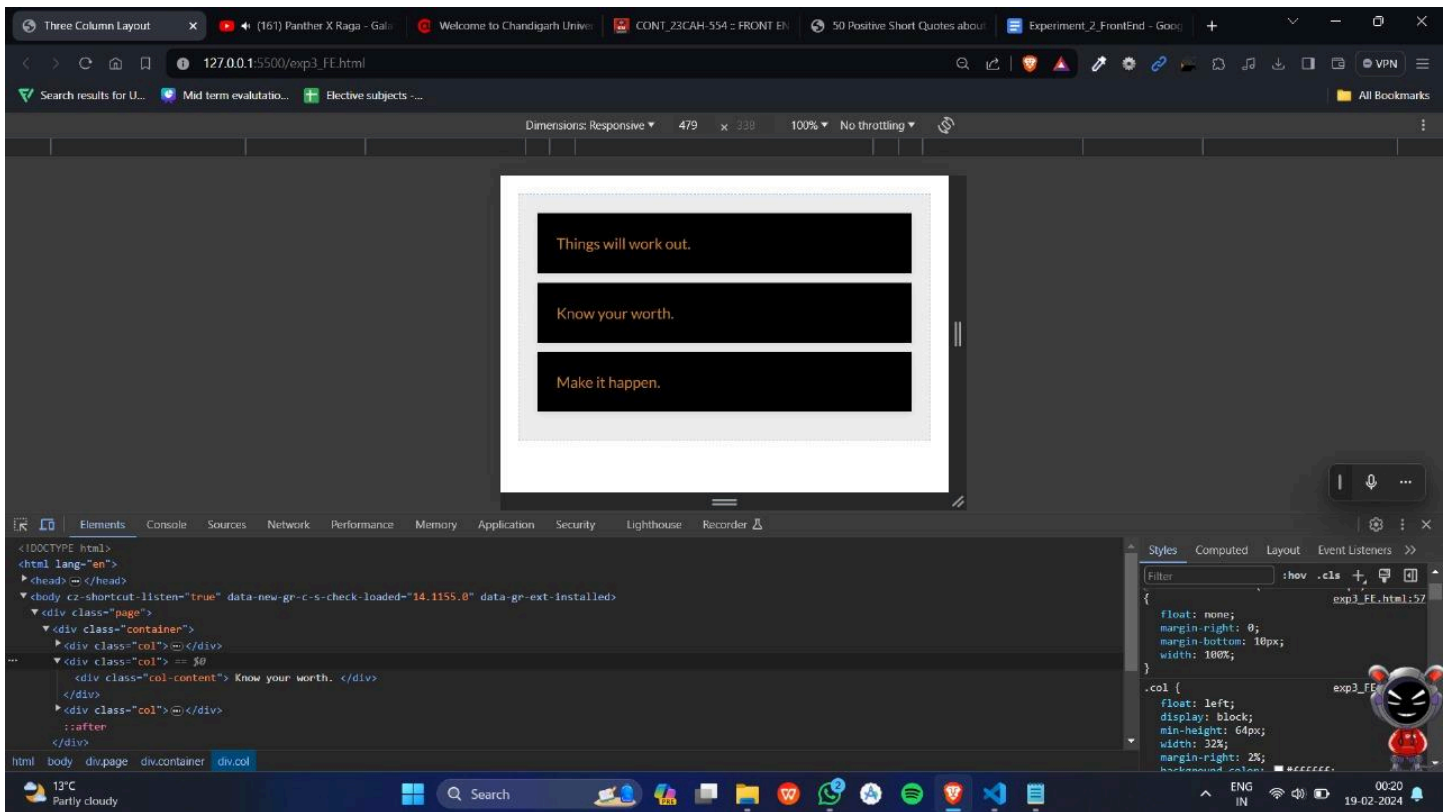 Three Column Layout
(161) Panther X Raga - Gala
Welcome to Chandigarh Univer
CONT_23CAH-554 :: FRONT EN
50 Positive Short Quotes about
Experiment_2_FrontEnd - Goog
127.0.0.1:5500/exp3_FE.html
VPN
Search results for U...
Mid term evalutatio...
Elective subjects -...
All Bookmarks
Dimensions: Responsive 479 x 338 100% No throttling
Things will work out.
Know your worth.
Make it happen.
Elements Console Sources Network Performance Memory Application Security Lighthouse Recorder
<!DOCTYPE html>
<html lang="en">
<head> ... </head>
<body cz-shortcut-listen="true" data-new-gr-c-s-check-loaded="14.1155.0" data-gr-ext-installed>
<div class="page">
<div class="container">
<div class="col"> ... </div>
... <div class="col"> == $0
<div class="col-content"> Know your worth. </div>
</div>
<div class="col"> ... </div>
::after
</div>
html body div.page div.container div.col
Styles Computed Layout Event Listeners >>
Filter :hov .cls +
{ exp3_FE.html:57
float: none;
margin-right: 0;
margin-bottom: 10px;
width: 100%;
}
.col { exp3_FE
float: left;
display: block;
min-height: 64px;
width: 32%;
margin-right: 2%;
background-color: #ffffff;
13°C
Partly cloudy
Search
PRE
2
ENG
IN
00:20
19-02-2024